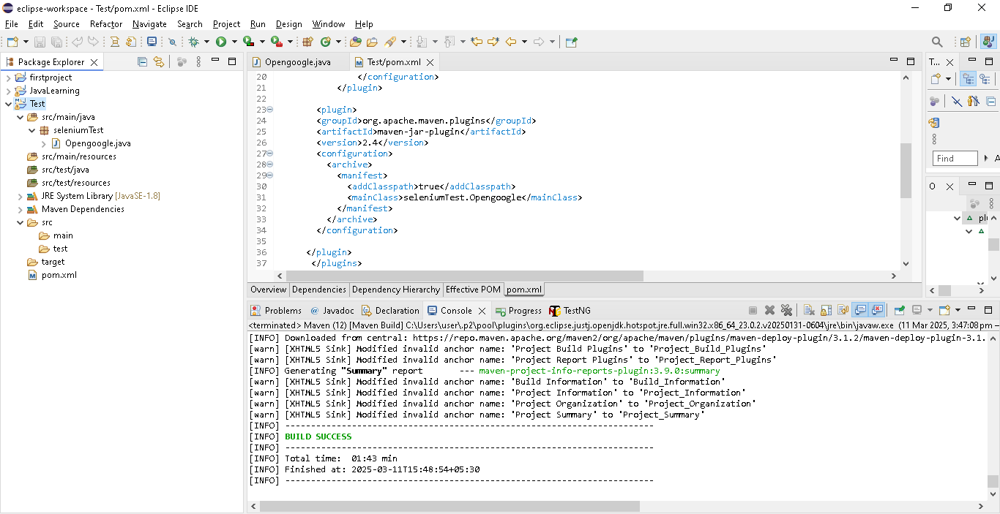 eclipse-workspace - Test/pom.xml - Eclipse IDE
File Edit Source Refactor Navigate Search Project Run Design Window Help
Package Explorer
firstproject
JavaLearning
Test
src/main/java
seleniumTest
Opengoogle.java
src/main/resources
src/test/java
src/test/resources
JRE System Library [JavaSE-1.8]
Maven Dependencies
src
main
test
target
pom.xml
Opengoogle.java Test/pom.xml
20 </configuration>
21 </plugin>
22
23 <plugin>
24 <groupId>org.apache.maven.plugins</groupId>
25 <artifactId>maven-jar-plugin</artifactId>
26 <version>2.4</version>
27 <configuration>
28 <archive>
29 <manifest>
30 <addClasspath>true</addClasspath>
31 <mainClass>seleniumTest.Opengoogle</mainClass>
32 </manifest>
33 </archive>
34 </configuration>
35
36 </plugin>
37 </plugins>
Overview Dependencies Dependency Hierarchy Effective POM pom.xml
T...
Find A
O
pl
Problems @ Javadoc Declaration Console Progress TestNG
<terminated> Maven (12) [Maven Build] C:\Users\user\.p2\pool\plugins\org.eclipse.justj.openjdk.hotspot.jre.full.win32.x86_64_23.0.2.v20250131-0604\jre\bin\javaw.exe (11 Mar 2025, 3:47:08 pm –
[INFO] Downloaded from central: https://repo.maven.apache.org/maven2/org/apache/maven/plugins/maven-deploy-plugin/3.1.2/maven-deploy-plugin-3.1.
[warn] [XHTML5 Sink] Modified invalid anchor name: 'Project Build Plugins' to 'Project_Build_Plugins'
[warn] [XHTML5 Sink] Modified invalid anchor name: 'Project Report Plugins' to 'Project_Report_Plugins'
[INFO] Generating "Summary" report --- maven-project-info-reports-plugin:3.9.0:summary
[warn] [XHTML5 Sink] Modified invalid anchor name: 'Build Information' to 'Build_Information'
[warn] [XHTML5 Sink] Modified invalid anchor name: 'Project Information' to 'Project_Information'
[warn] [XHTML5 Sink] Modified invalid anchor name: 'Project Organization' to 'Project_Organization'
[warn] [XHTML5 Sink] Modified invalid anchor name: 'Project Summary' to 'Project_Summary'
[INFO] ------------------------------------------------------------------------
[INFO] BUILD SUCCESS
[INFO] ------------------------------------------------------------------------
[INFO] Total time:  01:43 min
[INFO] Finished at: 2025-03-11T15:48:54+05:30
[INFO] ------------------------------------------------------------------------